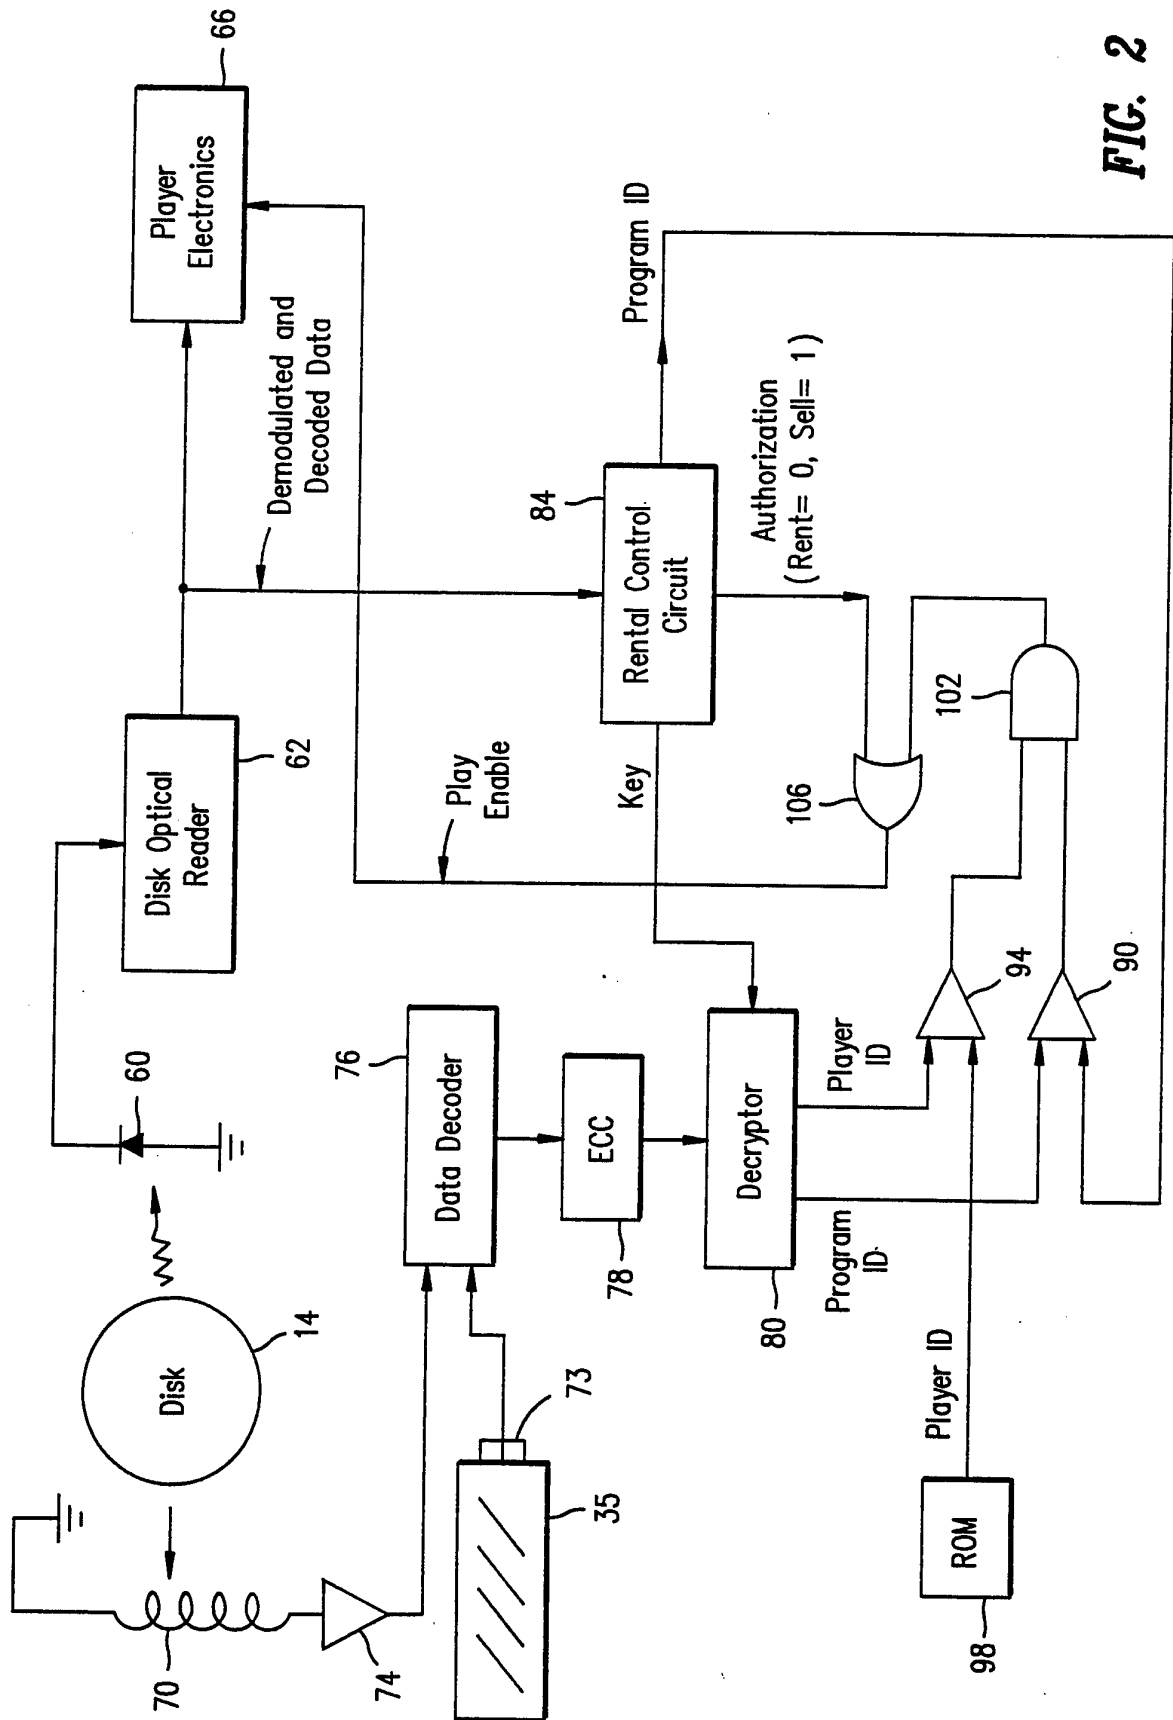 Disk
14
60
Disk Optical
Reader
62
Player
Electronics
66
70
74
35
73
Data Decoder
76
ECC
78
Decryptor
80
Demodulated and
Decoded Data
Play
Enable
Key
Rental Control
Circuit
84
Program ID
Authorization
(Rent= 0, Sell= 1)
106
102
Player
ID
Program
ID
94
90
Player ID
ROM
98
FIG. 2